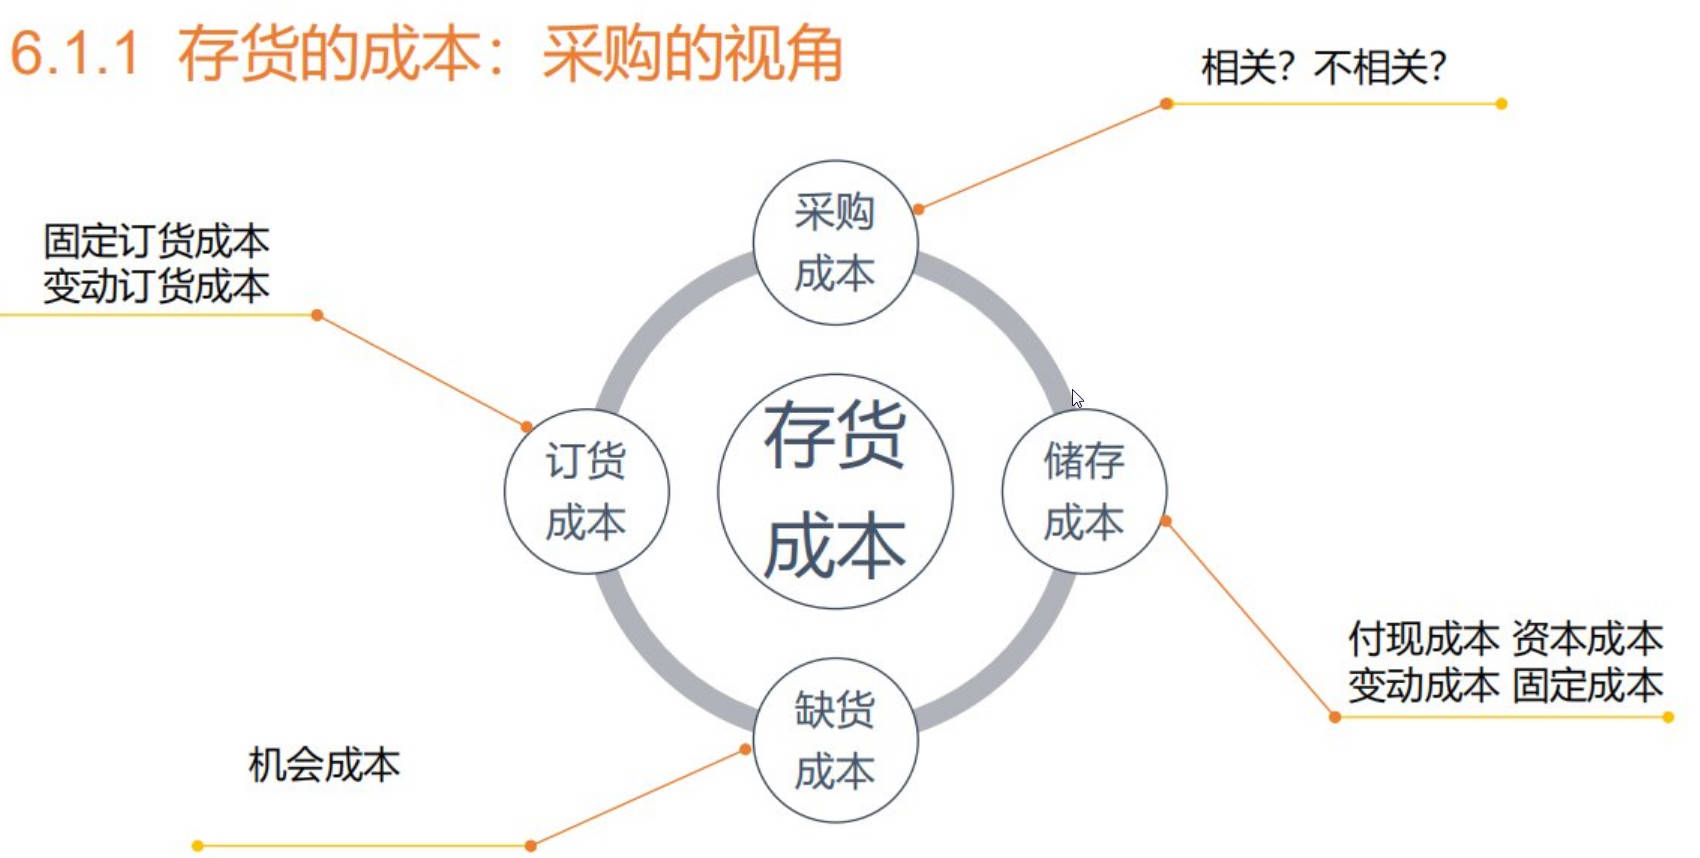 6.1.1 存货的成本：采购的视角
相关？不相关？
采购
成本
固定订货成本
变动订货成本
订货
成本
存货
成本
储存
成本
付现成本 资本成本
变动成本 固定成本
缺货
成本
机会成本